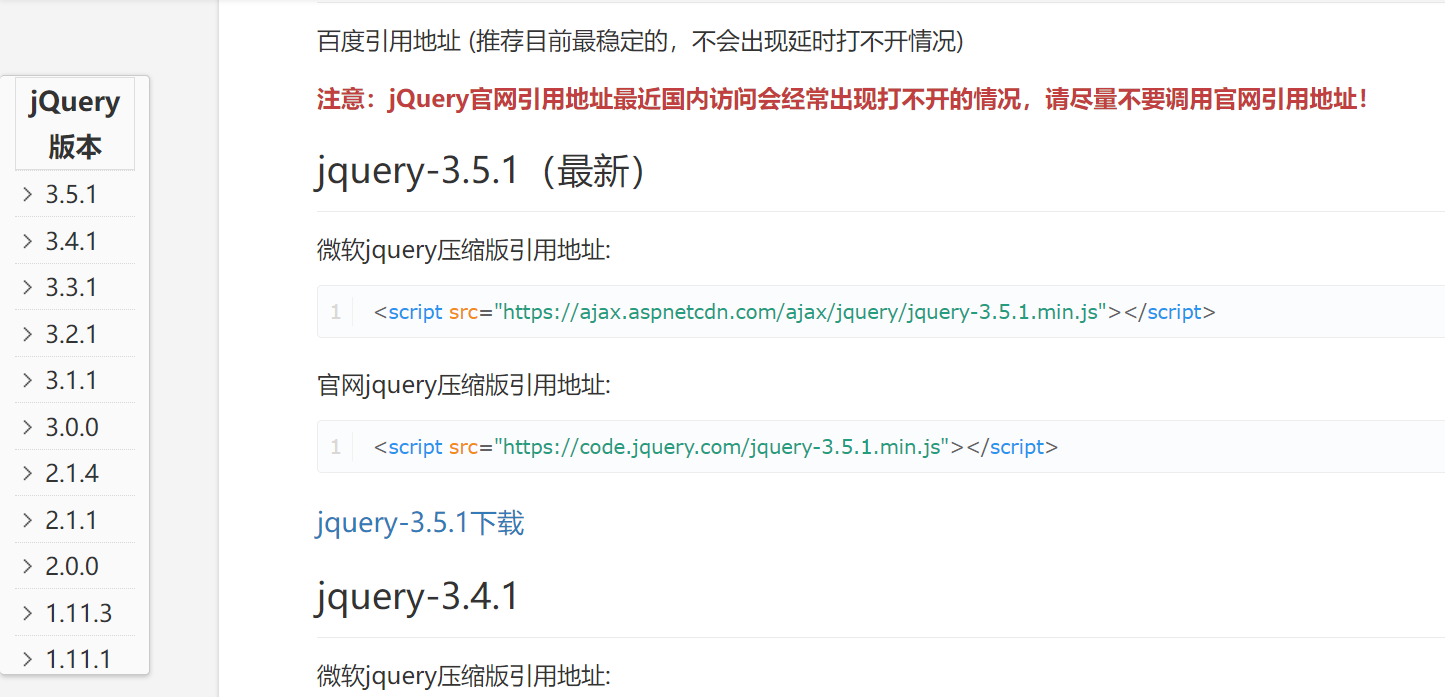 jQuery
版本
3.5.1
3.4.1
3.3.1
3.2.1
3.1.1
3.0.0
2.1.4
2.1.1
2.0.0
1.11.3
1.11.1
百度引用地址 (推荐目前最稳定的，不会出现延时打不开情况)
注意：jQuery官网引用地址最近国内访问会经常出现打不开的情况，请尽量不要调用官网引用地址！
jquery-3.5.1（最新）
微软jquery压缩版引用地址:
1 <script src="https://ajax.aspnetcdn.com/ajax/jquery/jquery-3.5.1.min.js"></script>
官网jquery压缩版引用地址:
1 <script src="https://code.jquery.com/jquery-3.5.1.min.js"></script>
jquery-3.5.1下载
jquery-3.4.1
微软jquery压缩版引用地址: